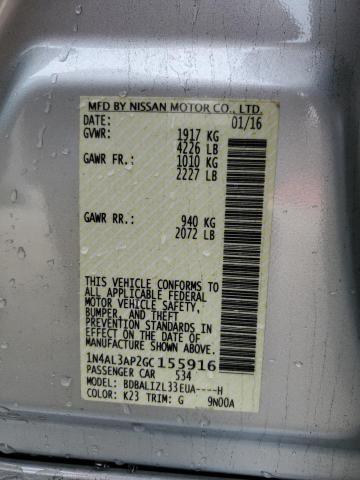 MFD BY NISSAN MOTOR CO., LTD.
DATE: 01/16
GVWR: 1917 KG
4226 LB
GAWR FR.: 1010 KG
2227 LB
GAWR RR.: 940 KG
2072 LB
THIS VEHICLE CONFORMS TO
ALL APPLICABLE FEDERAL
MOTOR VEHICLE SAFETY,
BUMPER, AND THEFT
PREVENTION STANDARDS
IN EFFECT ON THE DATE OF
MANUFACTURE SHOWN ABOVE.
1N4AL3AP2GC155916
PASSENGER CAR 534
MODEL: BDBALIZL33EUA----H
COLOR: K23 TRIM: G 9N00A